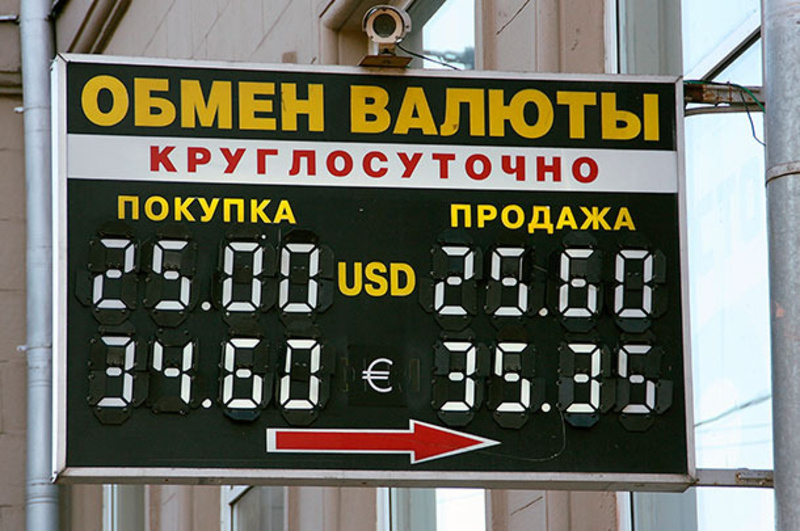 ОБМЕН ВАЛЮТЫ
КРУГЛОСУТОЧНО
ПОКУПКА ПРОДАЖА
25.00 USD 25.60
34.60 € 35.35